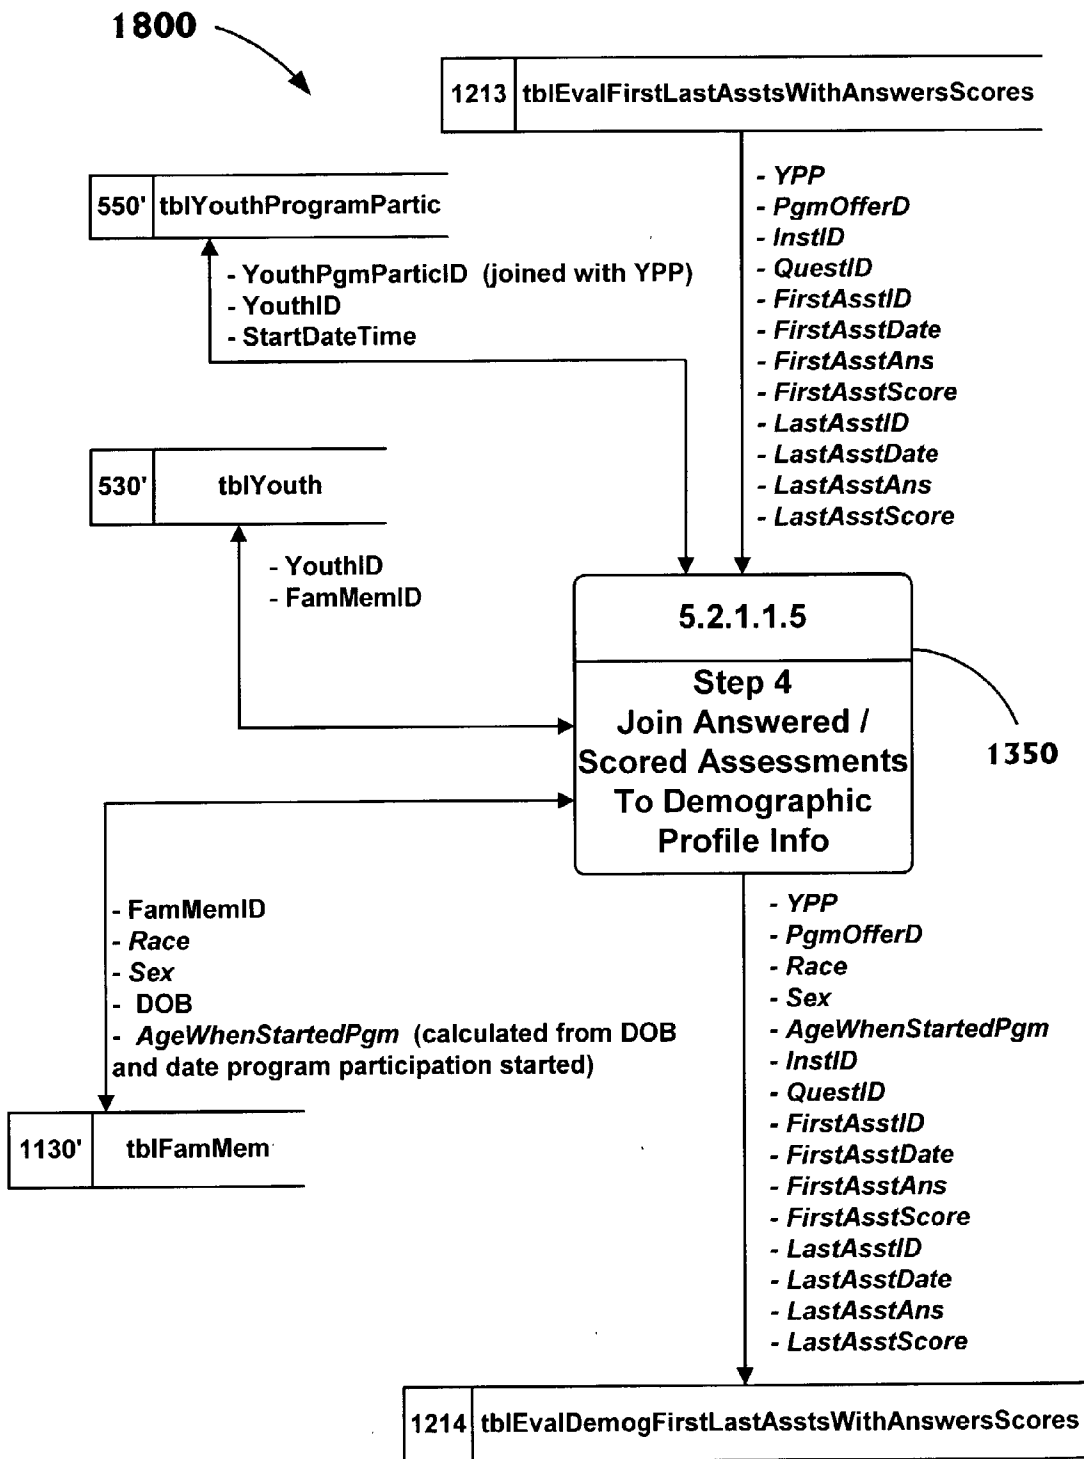 1800
1213 tblEvalFirstLastAsstsWithAnswersScores
- YPP
- PgmOfferD
- InstID
- QuestID
- FirstAsstID
- FirstAsstDate
- FirstAsstAns
- FirstAsstScore
- LastAsstID
- LastAsstDate
- LastAsstAns
- LastAsstScore
550' tblYouthProgramPartic
- YouthPgmParticID (joined with YPP)
- YouthID
- StartDateTime
530' tblYouth
- YouthID
- FamMemID
5.2.1.1.5
Step 4
Join Answered /
Scored Assessments
To Demographic
Profile Info
1350
- FamMemID
- Race
- Sex
- DOB
- AgeWhenStartedPgm (calculated from DOB
and date program participation started)
1130' tblFamMem
- YPP
- PgmOfferD
- Race
- Sex
- AgeWhenStartedPgm
- InstID
- QuestID
- FirstAsstID
- FirstAsstDate
- FirstAsstAns
- FirstAsstScore
- LastAsstID
- LastAsstDate
- LastAsstAns
- LastAsstScore
1214 tblEvalDemogFirstLastAsstsWithAnswersScores